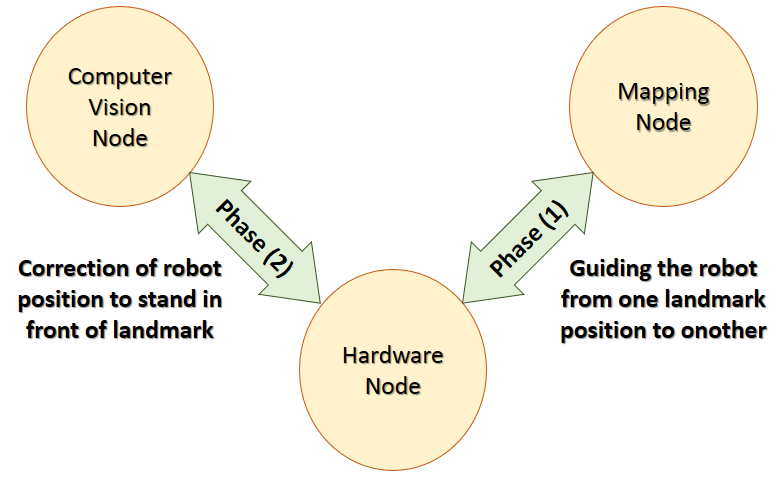 Computer
Vision
Node
Mapping
Node
Phase (2)
Phase (1)
Correction of robot
position to stand in
front of landmark
Guiding the robot
from one landmark
position to onother
Hardware
Node